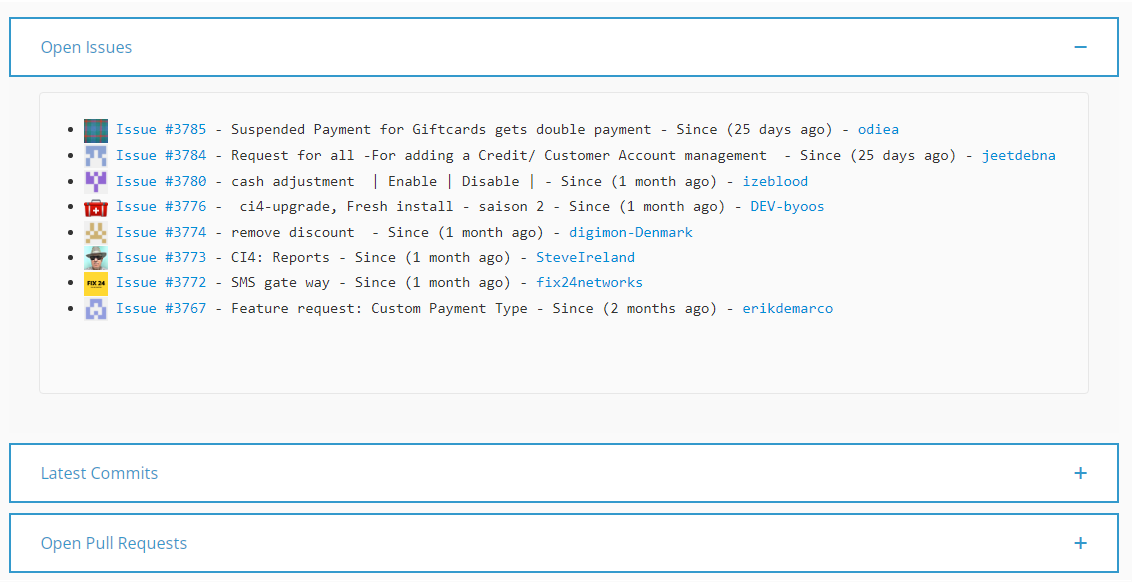 Open Issues −
• Issue #3785 - Suspended Payment for Giftcards gets double payment - Since (25 days ago) - odiea
• Issue #3784 - Request for all -For adding a Credit/ Customer Account management  - Since (25 days ago) - jeetdebna
• Issue #3780 - cash adjustment  | Enable | Disable | - Since (1 month ago) - izeblood
• Issue #3776 -  ci4-upgrade, Fresh install - saison 2 - Since (1 month ago) - DEV-byoos
• Issue #3774 - remove discount  - Since (1 month ago) - digimon-Denmark
• Issue #3773 - CI4: Reports - Since (1 month ago) - SteveIreland
• FIX 24 Issue #3772 - SMS gate way - Since (1 month ago) - fix24networks
• Issue #3767 - Feature request: Custom Payment Type - Since (2 months ago) - erikdemarco
Latest Commits +
Open Pull Requests +